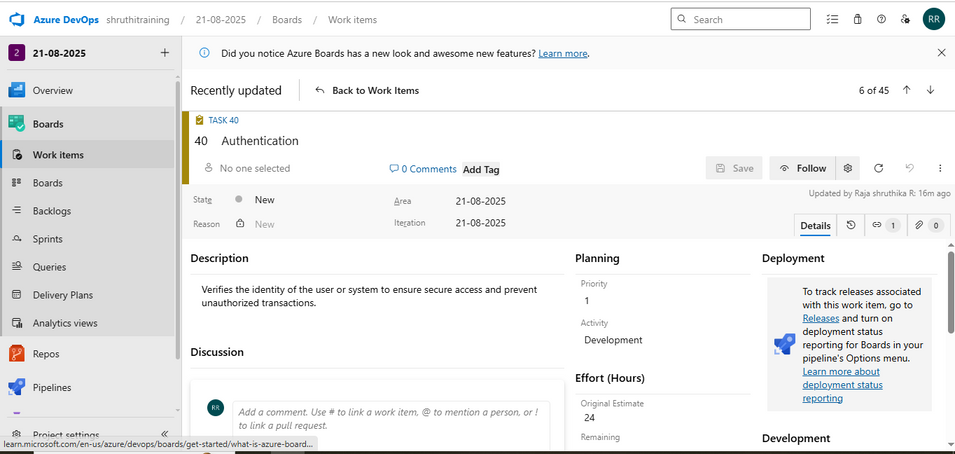 Azure DevOps shruthitraining / 21-08-2025 / Boards / Work items
Search
RR
2 21-08-2025
Overview
Boards
Work items
Boards
Backlogs
Sprints
Queries
Delivery Plans
Analytics views
Repos
Pipelines
Project settings
learn.microsoft.com/en-us/azure/devops/boards/get-started/what-is-azure-board...
Did you notice Azure Boards has a new look and awesome new features? Learn more.
Recently updated
Back to Work Items
6 of 45
TASK 40
40 Authentication
No one selected
0 Comments
Add Tag
Save
Follow
Updated by Raja shruthika R: 16m ago
State
New
Area
21-08-2025
Reason
New
Iteration
21-08-2025
Details
1
0
Description
Verifies the identity of the user or system to ensure secure access and prevent
unauthorized transactions.
Discussion
RR
Add a comment. Use # to link a work item, @ to mention a person, or !
to link a pull request.
Planning
Priority
1
Activity
Development
Effort (Hours)
Original Estimate
24
Remaining
Deployment
To track releases associated
with this work item, go to
Releases and turn on
deployment status
reporting for Boards in your
pipeline's Options menu.
Learn more about
deployment status
reporting
Development